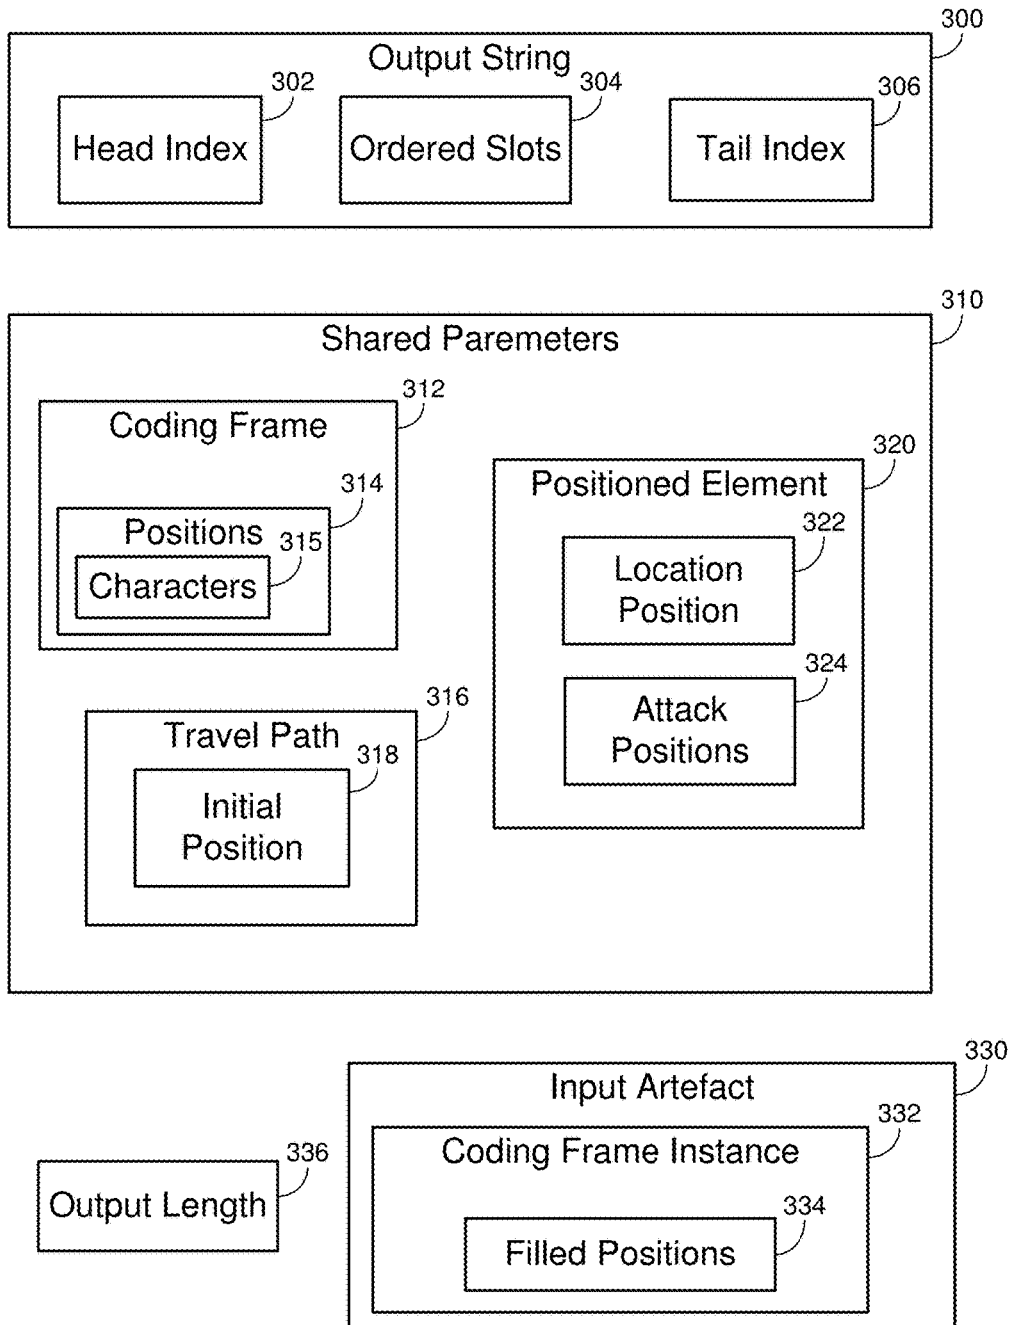 300
Output String
302
304
306
Head Index
Ordered Slots
Tail Index
310
Shared Paremeters
312
Coding Frame
314
Positions
315
Characters
320
Positioned Element
322
Location
Position
324
Attack
Positions
316
Travel Path
318
Initial
Position
330
Input Artefact
332
Coding Frame Instance
334
Filled Positions
336
Output Length